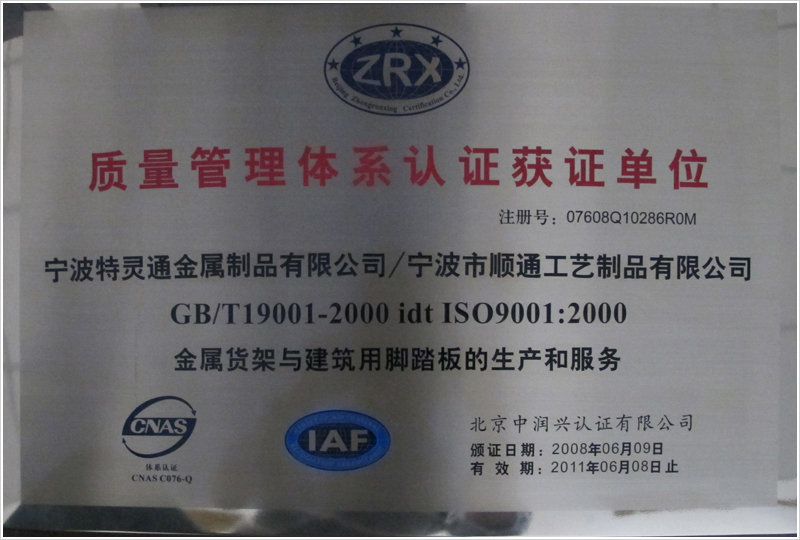 ZRX
Beijing Zhongrunxing Certification Co., Ltd.
质量管理体系认证获证单位
注册号：07608Q10286R0M
宁波特灵通金属制品有限公司/宁波市顺通工艺制品有限公司
GB/T19001-2000 idt ISO9001:2000
金属货架与建筑用脚踏板的生产和服务
CNAS
体系认证
CNAS C076-Q
IAF
北京中润兴认证有限公司
颁证日期：2008年06月09日
有 效 期：2011年06月08日止